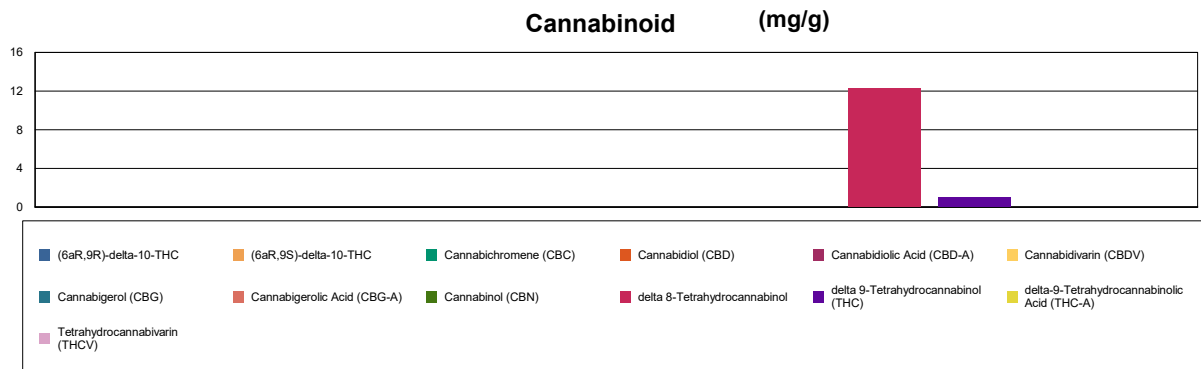 Cannabinoid (mg/g)
16
12
8
4
0
(6aR,9R)-delta-10-THC (6aR,9S)-delta-10-THC Cannabichromene (CBC) Cannabidiol (CBD) Cannabidiolic Acid (CBD-A) Cannabidivarin (CBDV)
Cannabigerol (CBG) Cannabigerolic Acid (CBG-A) Cannabinol (CBN) delta 8-Tetrahydrocannabinol delta 9-Tetrahydrocannabinol
(THC) delta-9-Tetrahydrocannabinolic
Acid (THC-A)
Tetrahydrocannabivarin
(THCV)